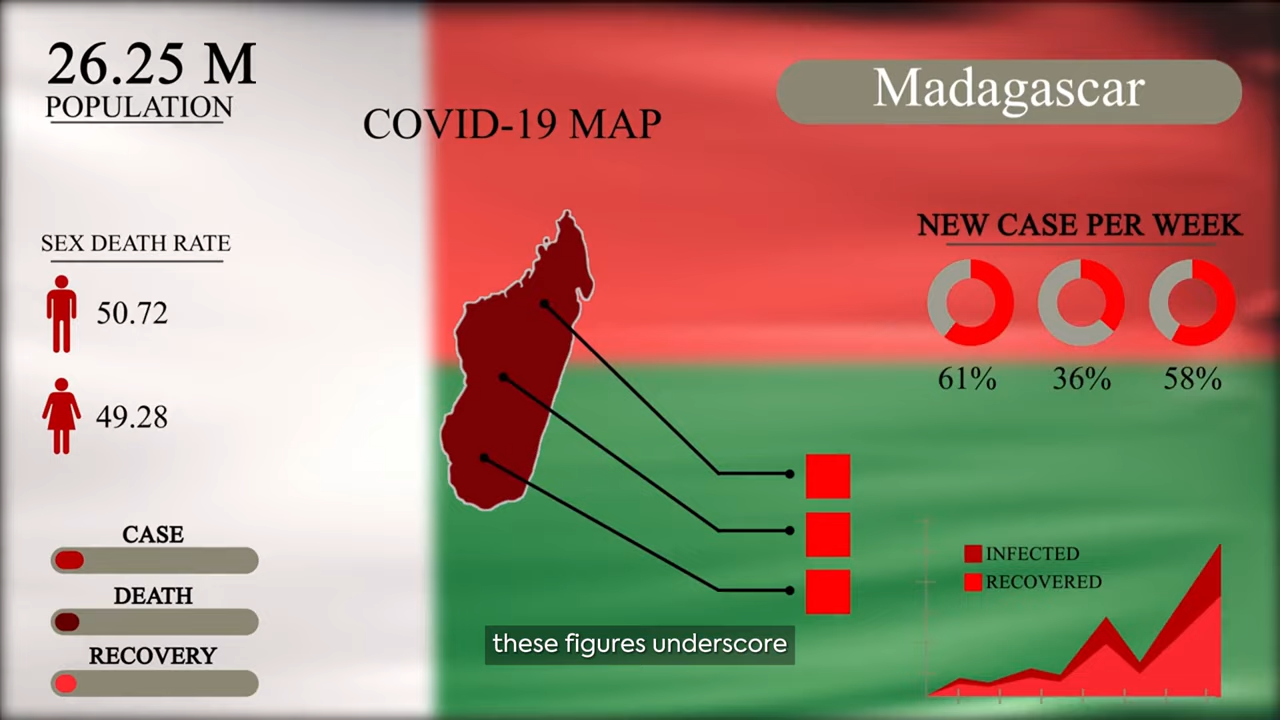 26.25 M
POPULATION
COVID-19 MAP
Madagascar
SEX DEATH RATE
50.72
49.28
NEW CASE PER WEEK
61% 36% 58%
CASE
DEATH
RECOVERY
INFECTED
RECOVERED
these figures underscore